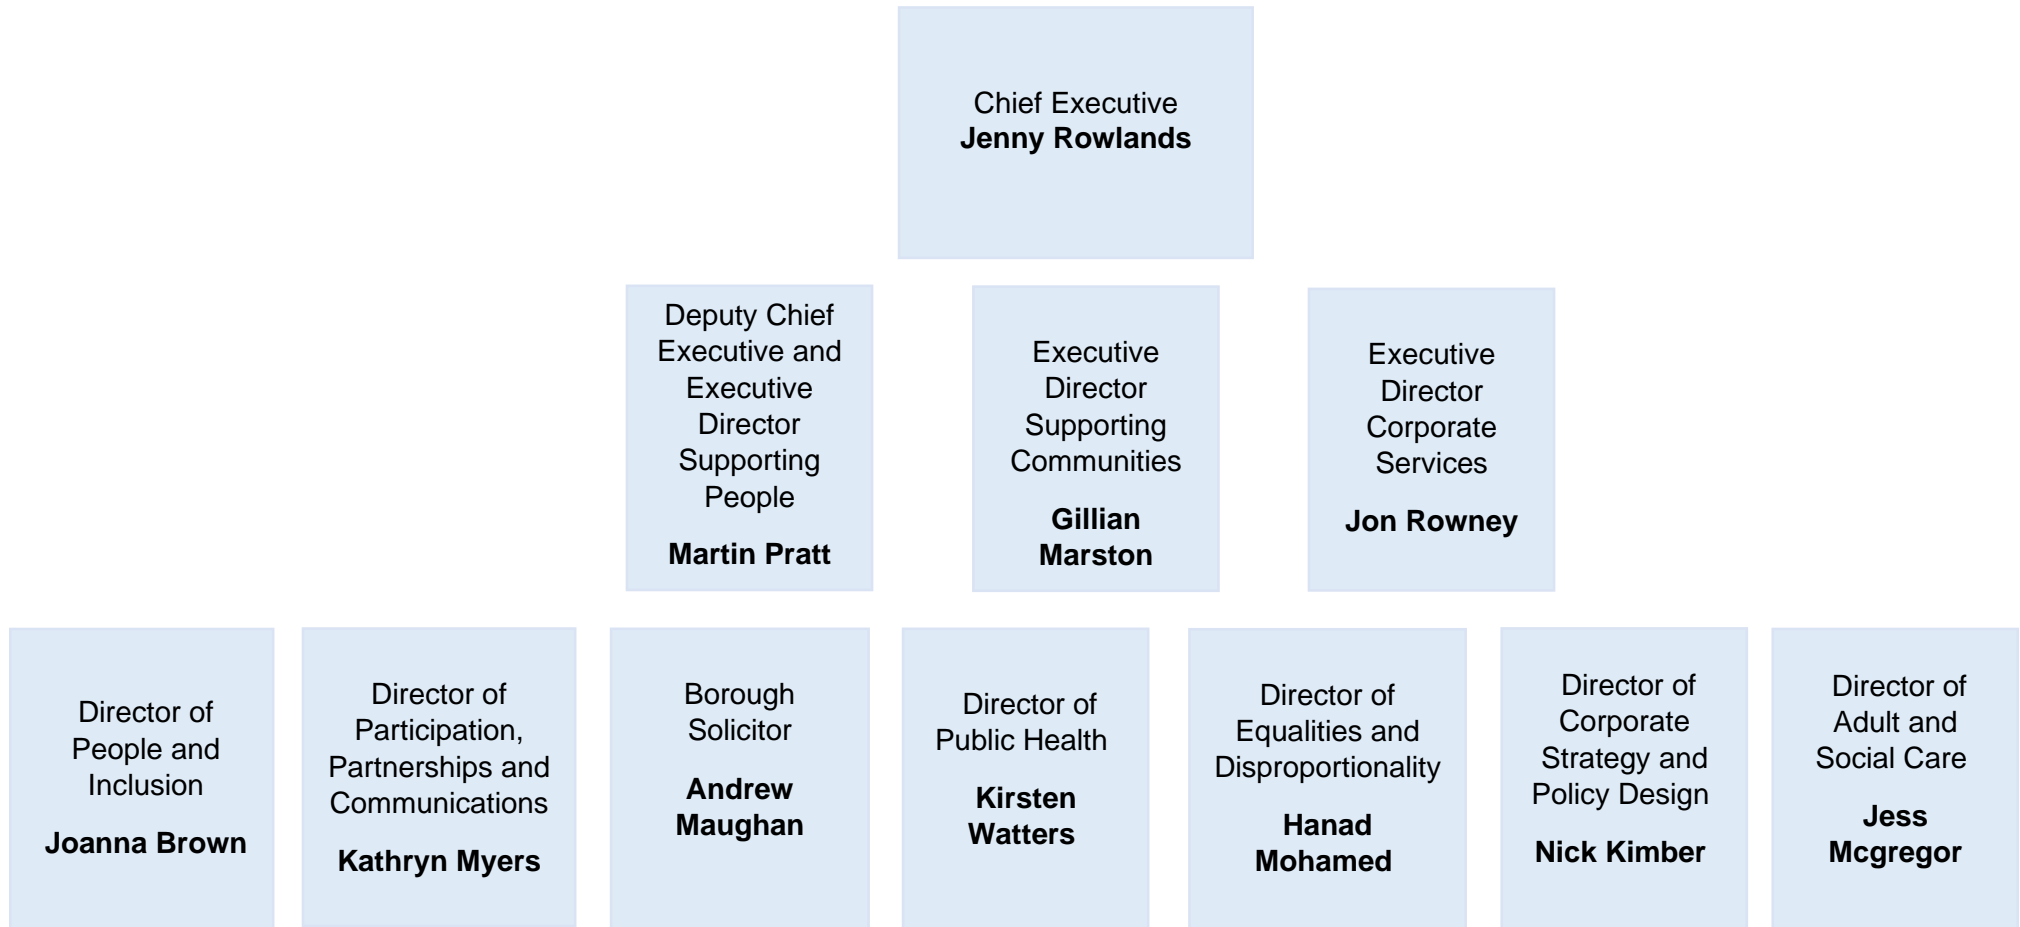 Chief Executive
Jenny Rowlands
Deputy Chief
Executive and
Executive
Director
Supporting
People
Martin Pratt
Executive
Director
Supporting
Communities
Gillian
Marston
Executive
Director
Corporate
Services
Jon Rowney
Director of
People and
Inclusion
Joanna Brown
Director of
Participation,
Partnerships and
Communications
Kathryn Myers
Borough
Solicitor
Andrew
Maughan
Director of
Public Health
Kirsten
Watters
Director of
Equalities and
Disproportionality
Hanad
Mohamed
Director of
Corporate
Strategy and
Policy Design
Nick Kimber
Director of
Adult and
Social Care
Jess
Mcgregor